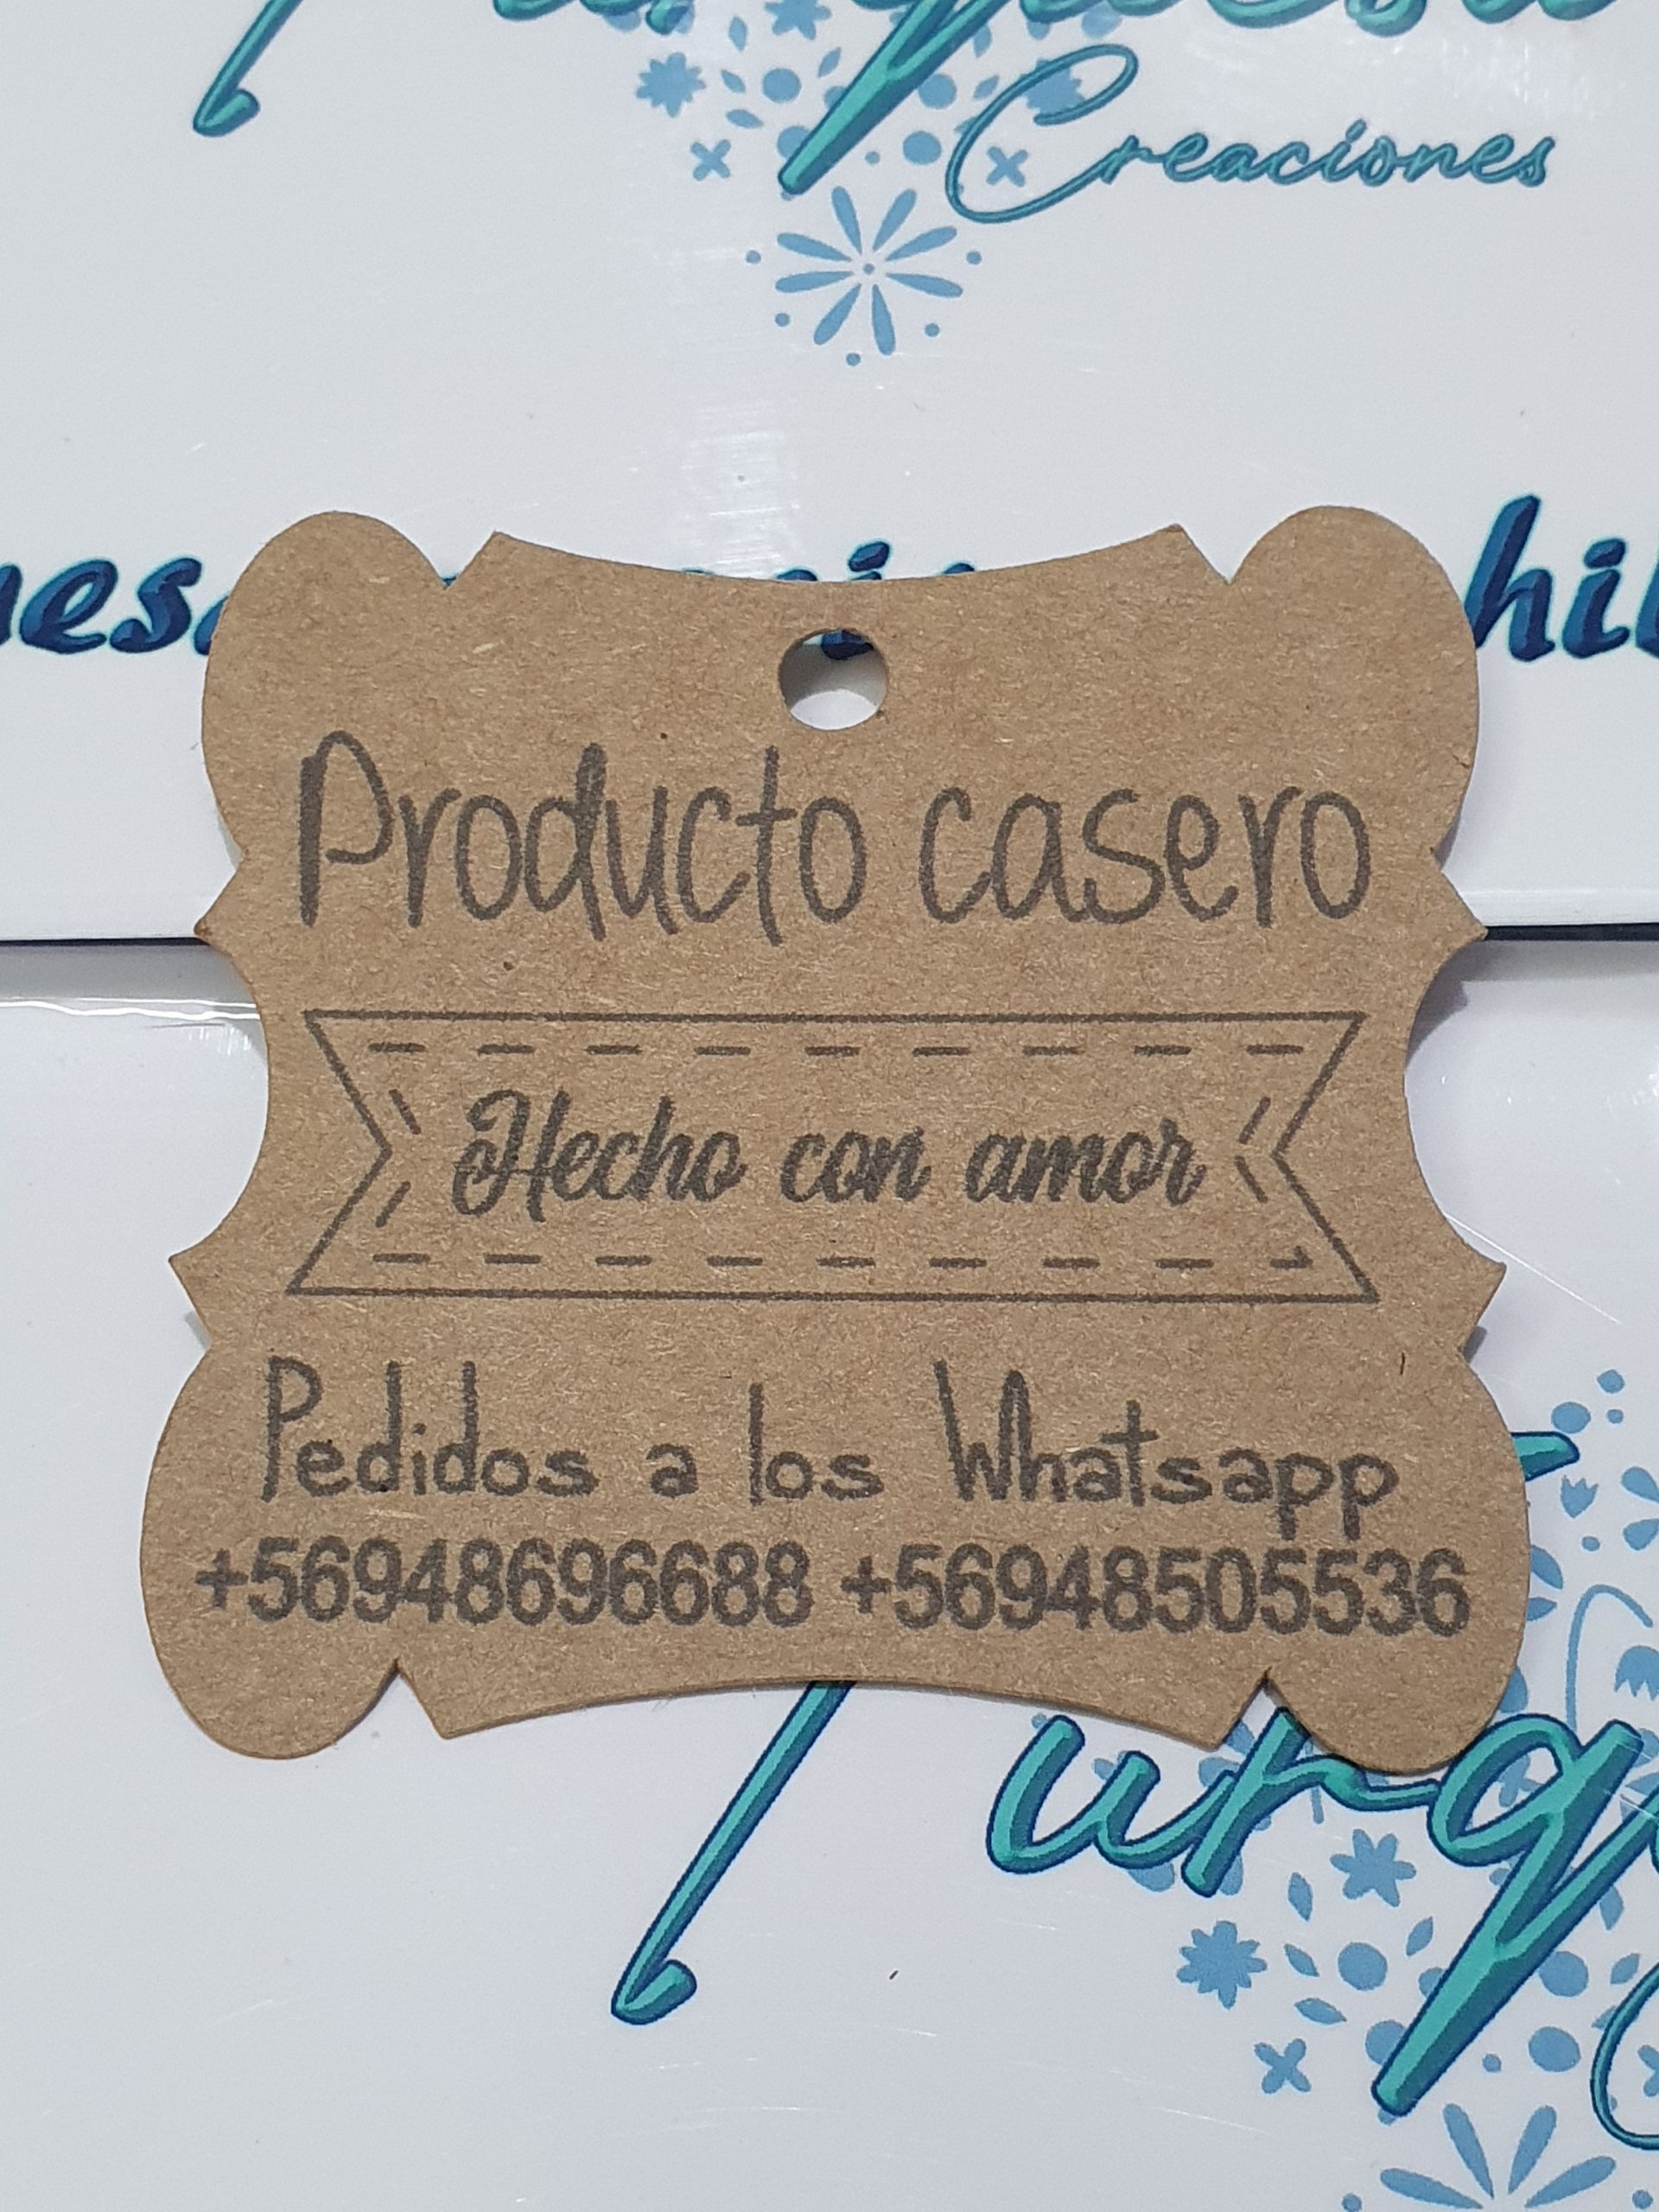 Creaciones
Producto casero
Hecho con amor
Pedidos a los Whatsapp
+56948696688 +56948505536